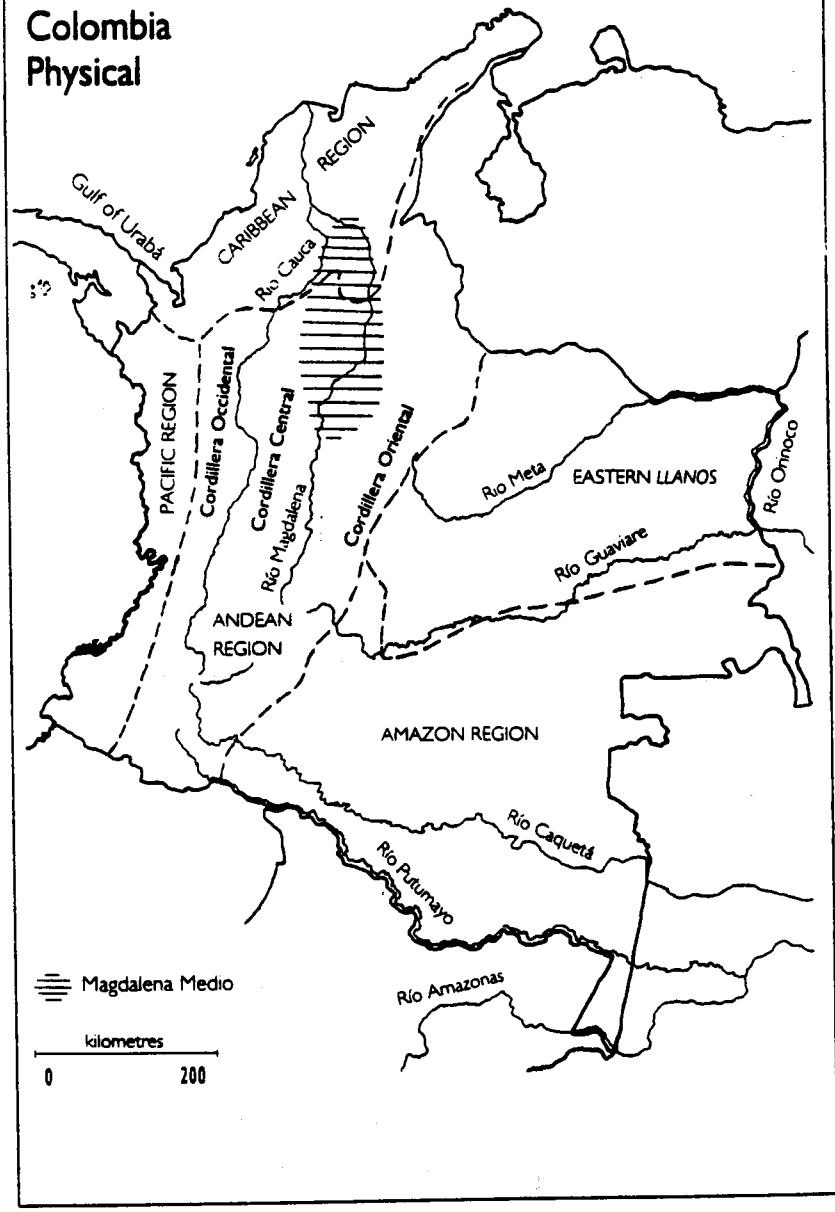 Colombia
Physical
REGION
CARIBBEAN
Gulf of Urabá
Río Cauca
PACIFIC REGION
Cordillera Occidental
Cordillera Central
Río Magdalena
Cordillera Oriental
Río Meta
EASTERN LLANOS
Río Orinoco
Río Guaviare
ANDEAN
REGION
AMAZON REGION
Río Caquetá
Río Putumayo
Río Amazonas
Magdalena Medio
kilometres
0 200